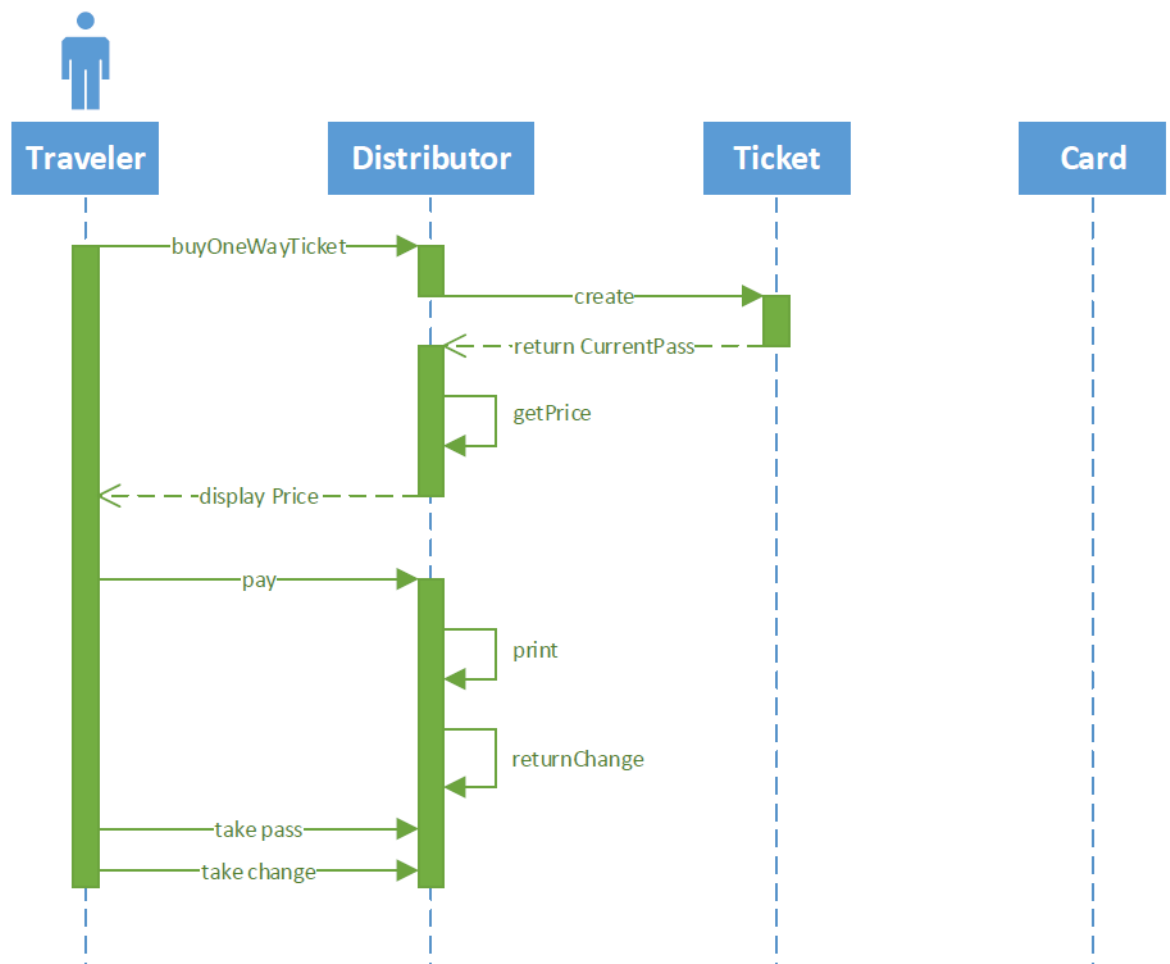 Traveler
Distributor
Ticket
Card
buyOneWayTicket
create
return CurrentPass
getPrice
display Price
pay
print
returnChange
take pass
take change